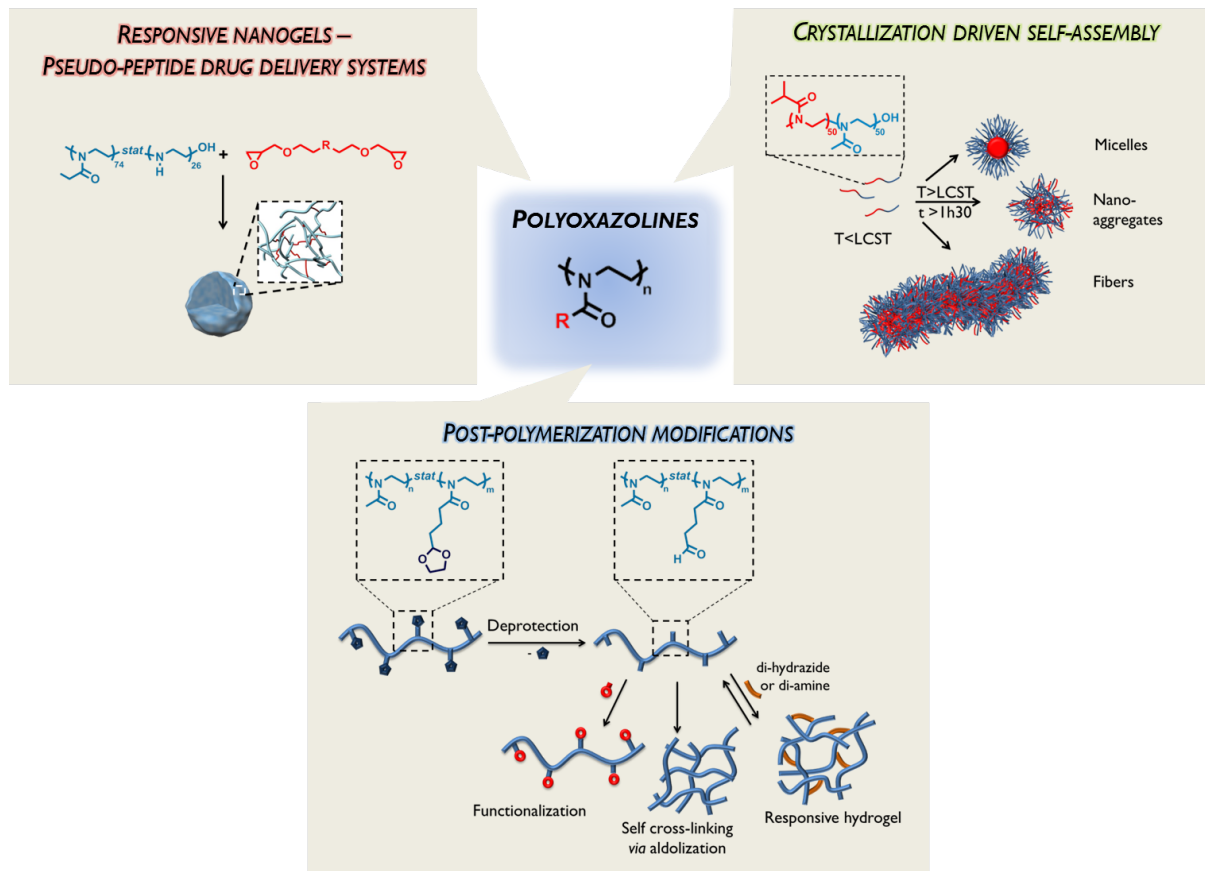 RESPONSIVE NANOGELS –
PSEUDO-PEPTIDE DRUG DELIVERY SYSTEMS
N
74
stat
N
H
26
OH
+
O
O
O
R
O
O
CRYSTALLIZATION DRIVEN SELF-ASSEMBLY
O
N
50
N
50
OH
O
T>LCST
t >1h30
T<LCST
Micelles
Nano-
aggregates
Fibers
POLYOXAZOLINES
N
n
R
O
POST-POLYMERIZATION MODIFICATIONS
N
n
stat
N
m
O
O
O
O
N
n
stat
N
m
O
O
H
O
Deprotection
-
di-hydrazide
or di-amine
Functionalization
Self cross-linking
via aldolization
Responsive hydrogel